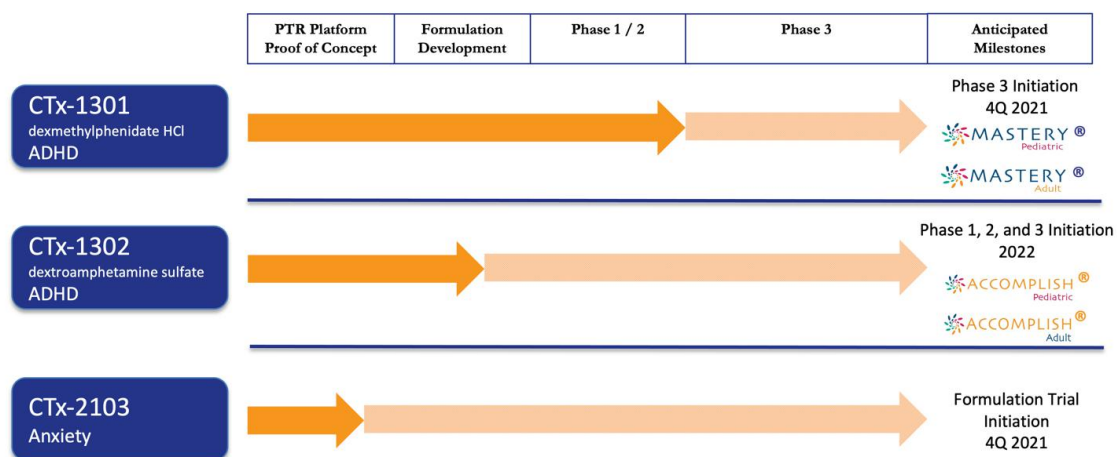 PTR Platform
Proof of Concept
Formulation
Development
Phase 1 / 2
Phase 3
Anticipated
Milestones
CTx-1301
dexmethylphenidate HCl
ADHD
Phase 3 Initiation
4Q 2021
MASTERY ®
Pediatric
MASTERY ®
Adult
CTx-1302
dextroamphetamine sulfate
ADHD
Phase 1, 2, and 3 Initiation
2022
ACCOMPLISH ®
Pediatric
ACCOMPLISH ®
Adult
CTx-2103
Anxiety
Formulation Trial
Initiation
4Q 2021